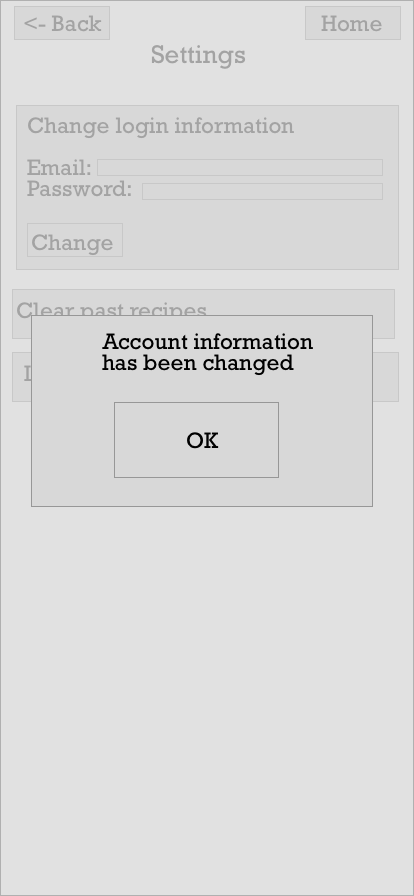 <- Back
Home
Settings
Change login information
Email:
Password:
Change
Clear past recipes
Account information
has been changed
OK